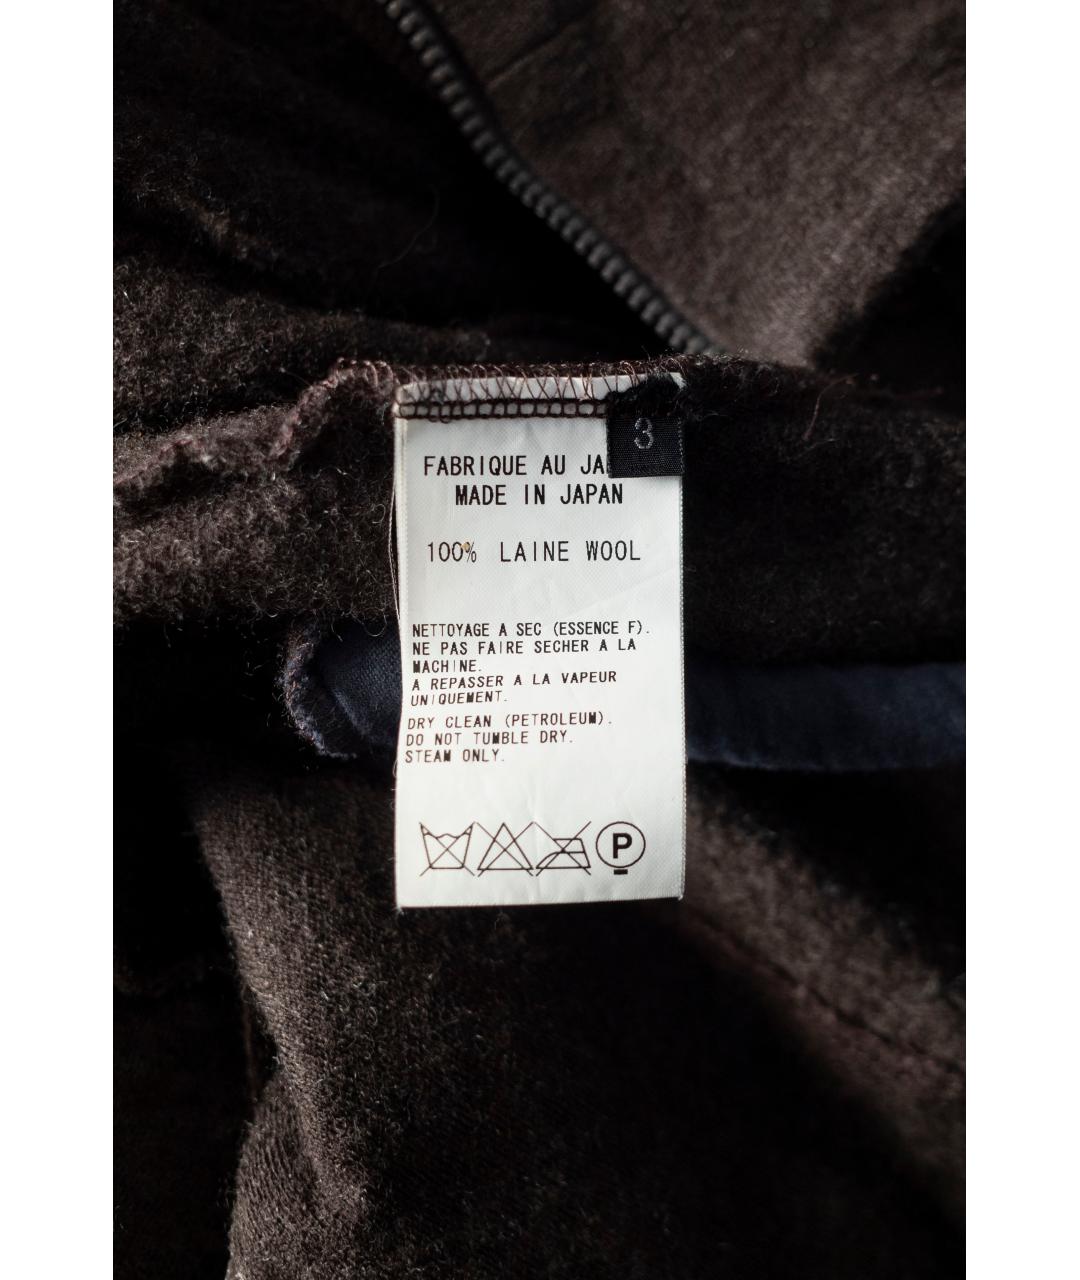 3
FABRIQUE AU
MADE IN JAPAN
100% LAINE WOOL
NETTOYAGE A SEC (ESSENCE F).
NE PAS FAIRE SECHER A LA
MACHINE.
A REPASSER A LA VAPEUR
UNIQUEMENT.
DRY CLEAN (PETROLEUM).
DO NOT TUMBLE DRY.
STEAM ONLY.
P